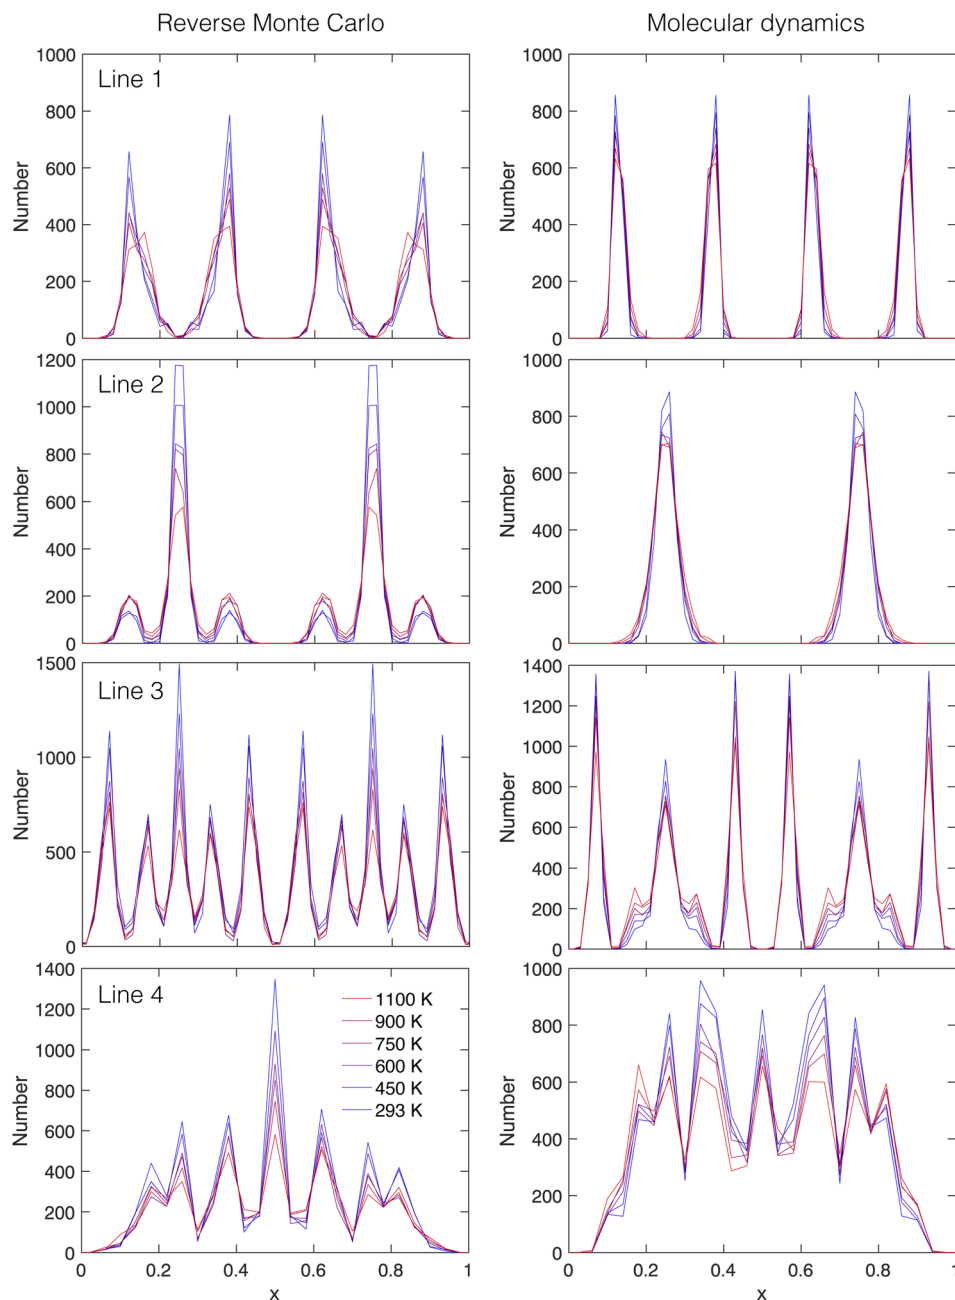 Reverse Monte Carlo
Molecular dynamics
Line 1
Number
1000
800
600
400
200
0
Number
1000
800
600
400
200
0
Line 2
Number
1200
1000
800
600
400
200
0
Number
1000
800
600
400
200
0
Line 3
Number
1500
1000
500
0
Number
1400
1200
1000
800
600
400
200
0
Line 4
Number
1400
1200
1000
800
600
400
200
0
1100 K
900 K
750 K
600 K
450 K
293 K
0 0.2 0.4 0.6 0.8 1
x
Number
1000
800
600
400
200
0
0 0.2 0.4 0.6 0.8 1
x